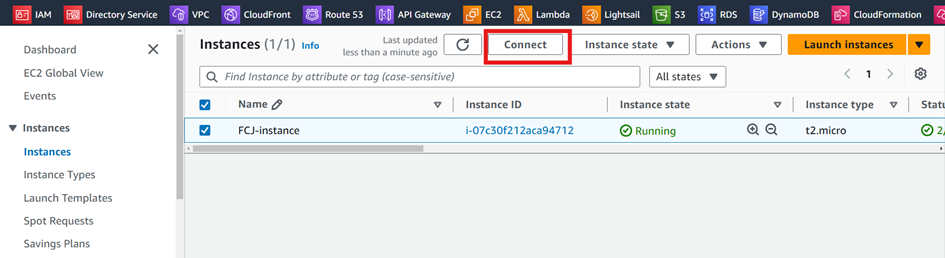 IAM Directory Service VPC CloudFront Route 53 API Gateway EC2 Lambda Lightsail S3 RDS DynamoDB CloudFormation
Dashboard
EC2 Global View
Events
Instances
Instances
Instance Types
Launch Templates
Spot Requests
Savings Plans
Instances (1/1) Info
Last updated
less than a minute ago
Connect
Instance state
Actions
Launch instances
Find Instance by attribute or tag (case-sensitive)
All states
1
Name Instance ID Instance state Instance type
FCJ-instance i-07c30f212aca94712 Running t2.micro